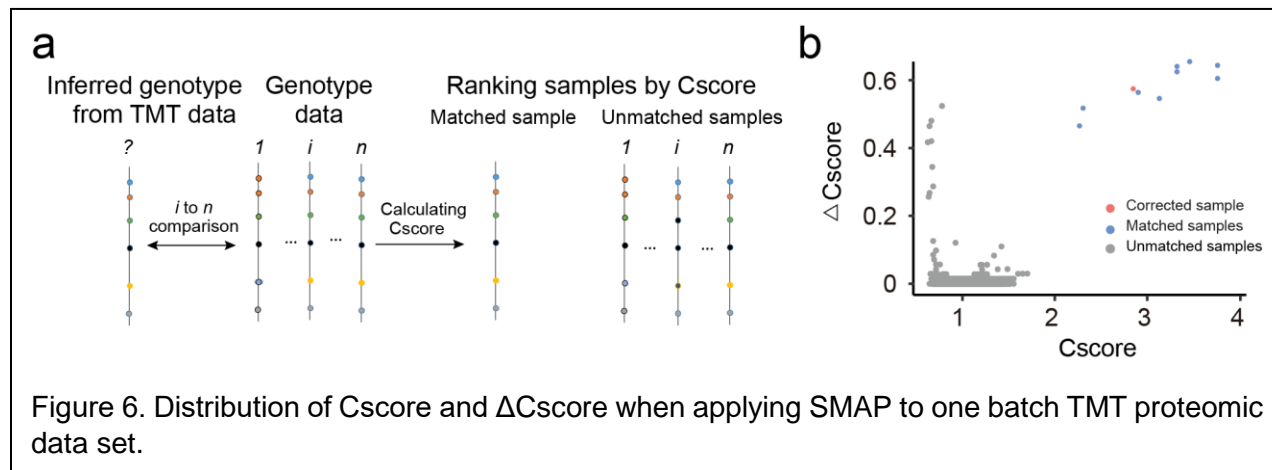 a
Inferred genotype
from TMT data
Genotype
data
Ranking samples by Cscore
Matched sample
Unmatched samples
?
1
i
n
1
i
n
i to n
comparison
...
...
Calculating
Cscore
...
...
b
0.6
0.4
0.2
0
△Cscore
Corrected sample
Matched samples
Unmatched samples
1
2
3
4
Cscore
Figure 6. Distribution of Cscore and ΔCscore when applying SMAP to one batch TMT proteomic
data set.